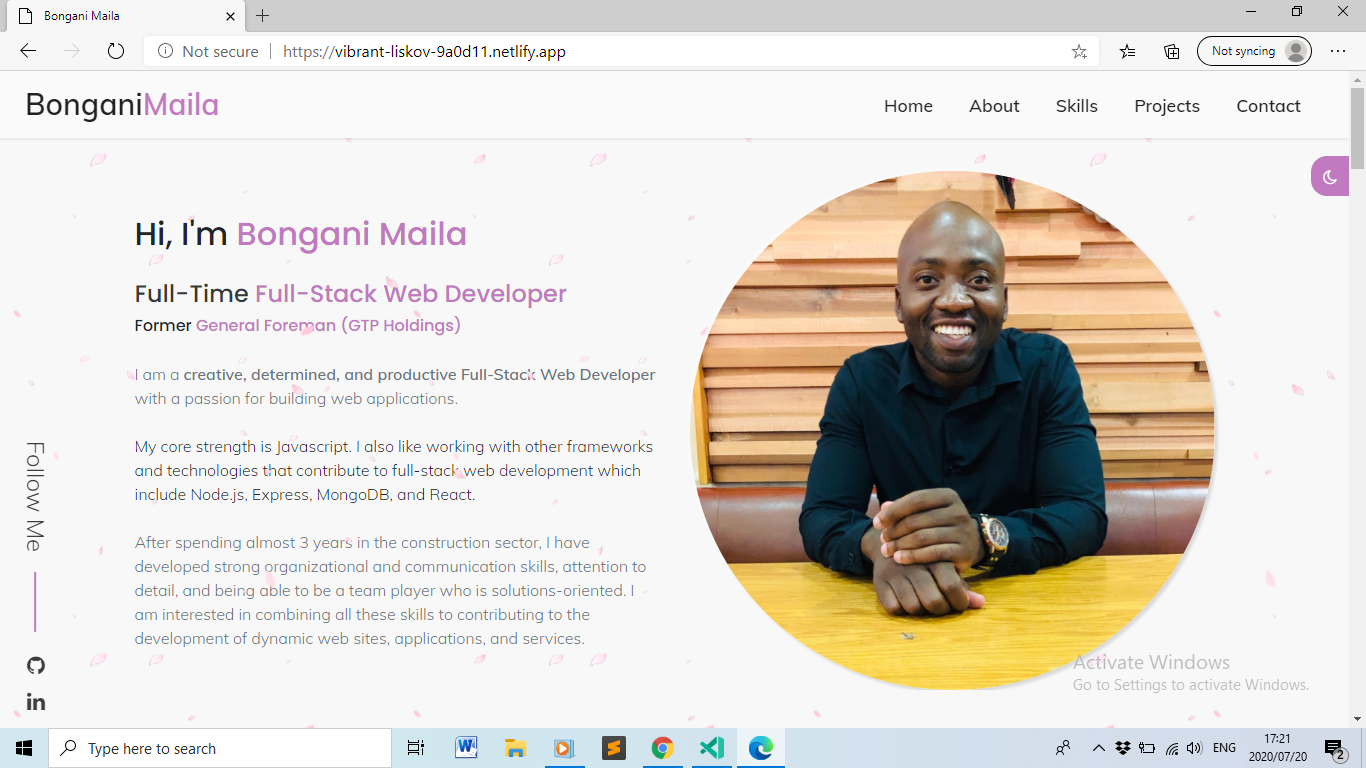 Bongani Maila
Not secure
https://vibrant-liskov-9a0d11.netlify.app
Not syncing
BonganiMaila
Home
About
Skills
Projects
Contact
Hi, I'm Bongani Maila
Full-Time Full-Stack Web Developer
Former General Foreman (GTP Holdings)
I am a creative, determined, and productive Full-Stack Web Developer
with a passion for building web applications.
My core strength is Javascript. I also like working with other frameworks
and technologies that contribute to full-stack web development which
include Node.js, Express, MongoDB, and React.
After spending almost 3 years in the construction sector, I have
developed strong organizational and communication skills, attention to
detail, and being able to be a team player who is solutions-oriented. I
am interested in combining all these skills to contributing to the
development of dynamic web sites, applications, and services.
Follow Me
in
Activate Windows
Go to Settings to activate Windows.
Type here to search
W
ENG
17:21
2020/07/20
2